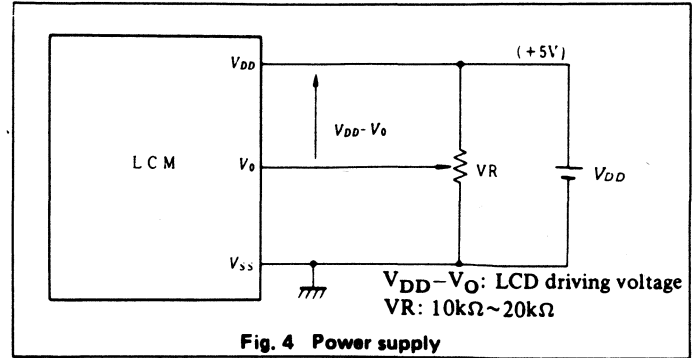 (+5V)
VDD
VDD-V0
LCM
V0
VR
VDD
VSS
VDD−VO: LCD driving voltage
VR: 10kΩ~20kΩ
Fig. 4 Power supply